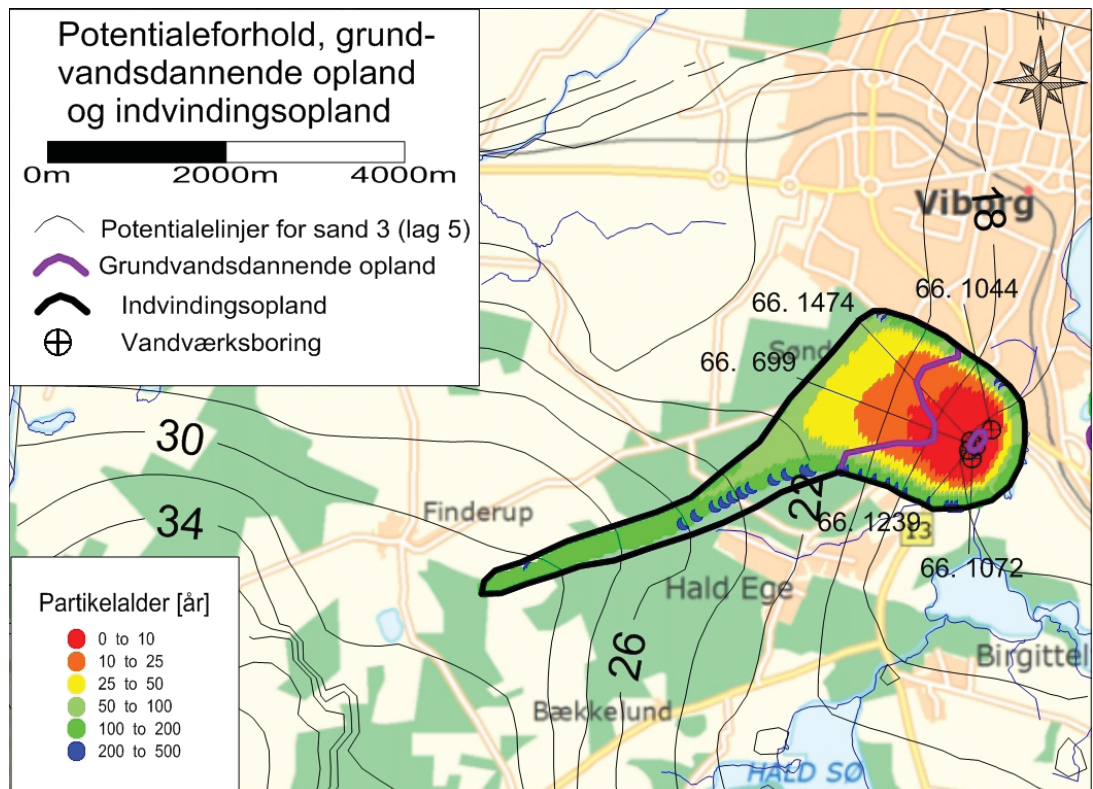 Potentialeforhold, grund-
vandsdannende opland
og indvindingsopland
0m 2000m 4000m
Potentialelinjer for sand 3 (lag 5)
Grundvandsdannende opland
Indvindingsopland
Vandværksboring
N
Viborg
18
66. 1044
66. 1474
66. 699
Sønd
30
34
Finderup
22
66. 1239
13
66. 1072
Hald Ege
26
Birgittel
Bækkelund
HALD SØ
Partikelalder [år]
0 to 10
10 to 25
25 to 50
50 to 100
100 to 200
200 to 500